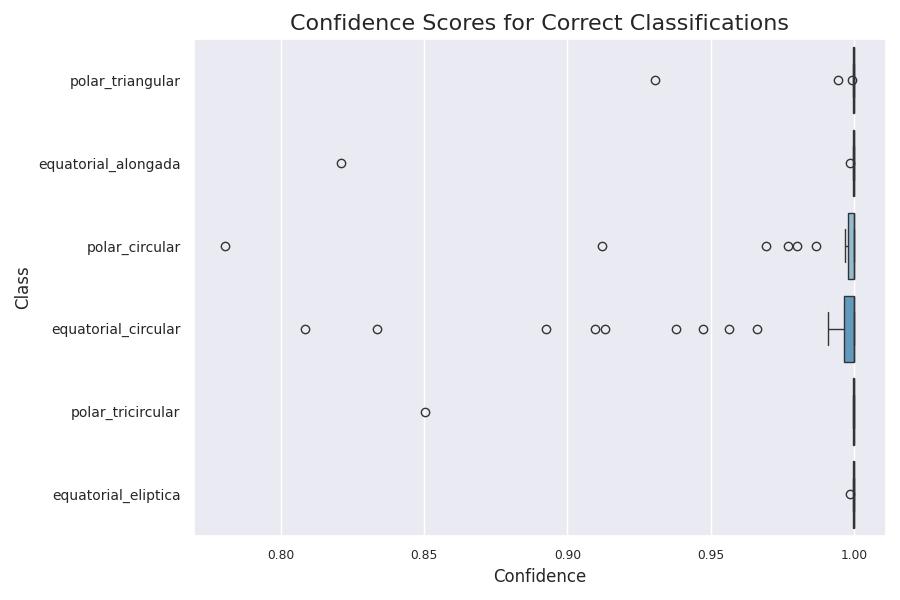 Confidence Scores for Correct Classifications
polar_triangular
equatorial_alongada
polar_circular
equatorial_circular
polar_tricircular
equatorial_eliptica
Class
0.80 0.85 0.90 0.95 1.00
Confidence